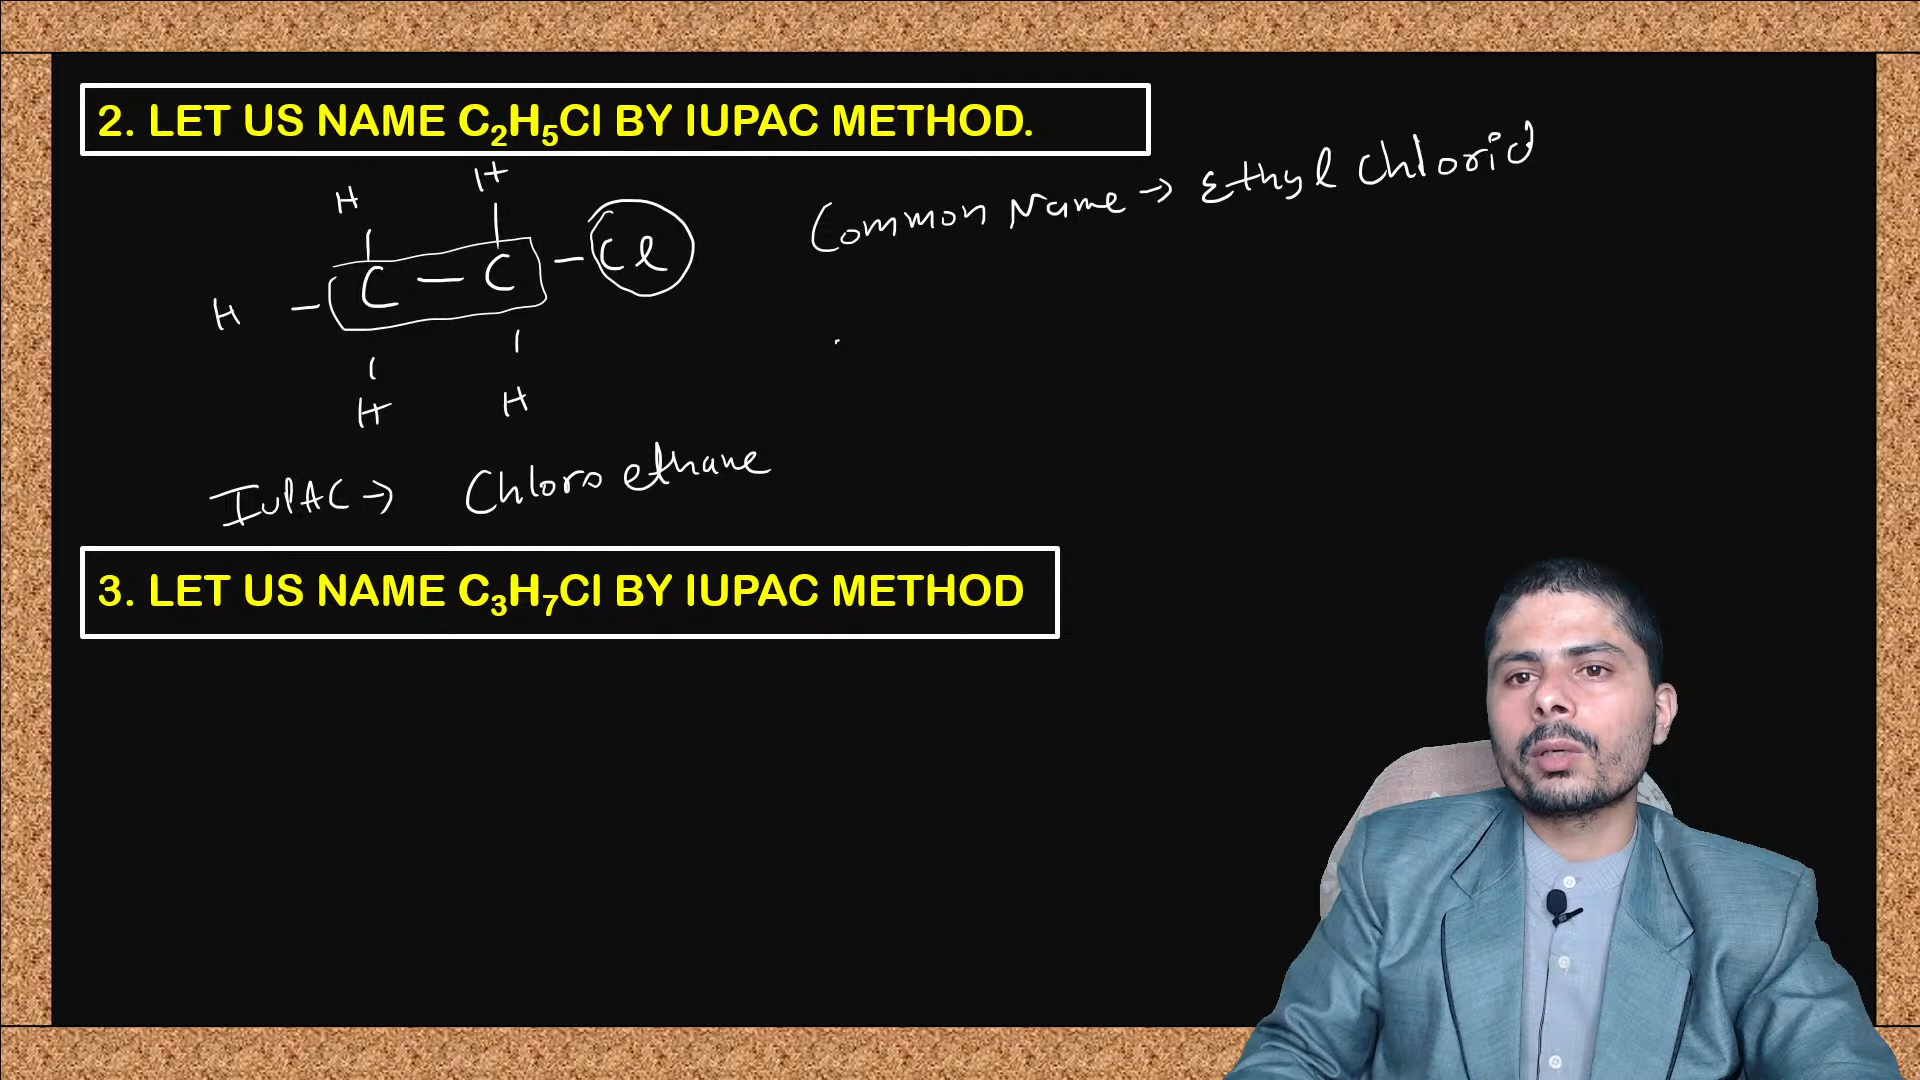 2. LET US NAME C₂H₅Cl BY IUPAC METHOD.
Common Name → Ethyl Chlorid
H H
H - C - C - Cl
H H
IUPAC → Chloro ethane
3. LET US NAME C₃H₇Cl BY IUPAC METHOD